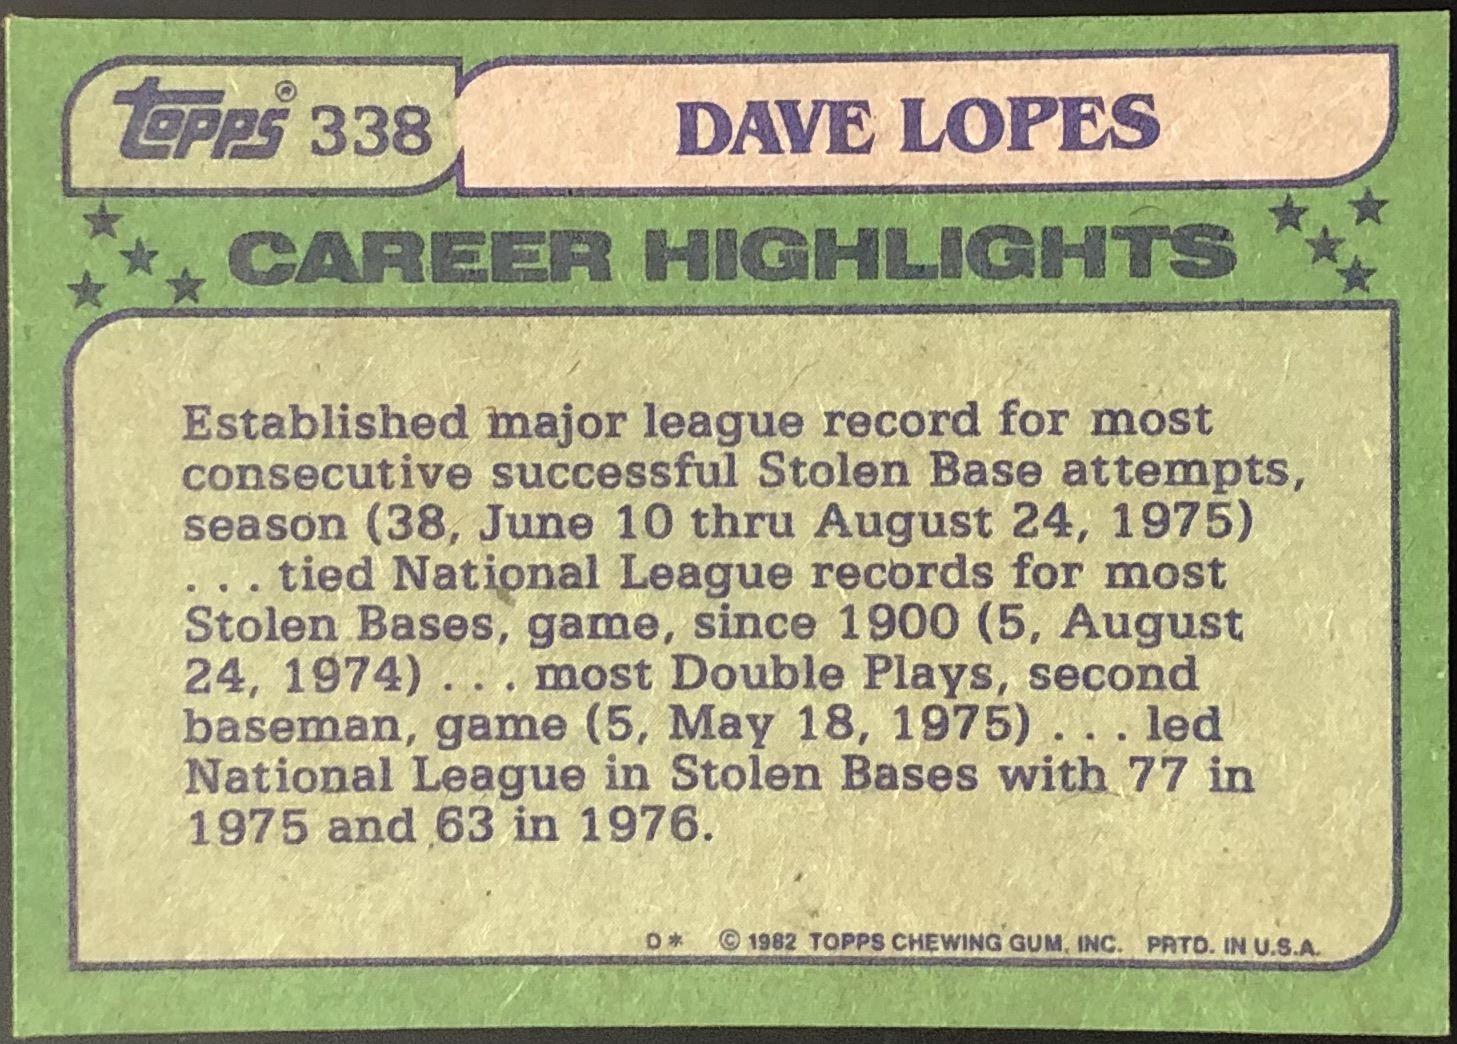 Topps® 338
DAVE LOPES
CAREER HIGHLIGHTS
Established major league record for most
consecutive successful Stolen Base attempts,
season (38, June 10 thru August 24, 1975)
. . . tied National League records for most
Stolen Bases, game, since 1900 (5, August
24, 1974) . . . most Double Plays, second
baseman, game (5, May 18, 1975) . . . led
National League in Stolen Bases with 77 in
1975 and 63 in 1976.
D* © 1982 TOPPS CHEWING GUM, INC. PRTD. IN U.S.A.